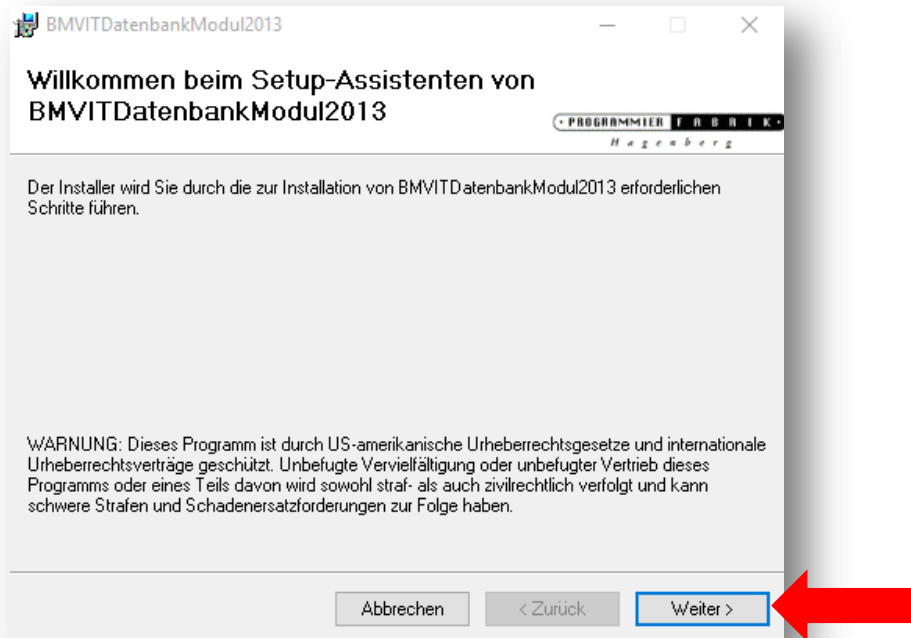 BMVITDatenbankModul2013
Willkommen beim Setup-Assistenten von
BMVITDatenbankModul2013
PROGRAMMIER FABRIK
Hagenberg
Der Installer wird Sie durch die zur Installation von BMVITDatenbankModul2013 erforderlichen
Schritte führen.
WARNUNG: Dieses Programm ist durch US-amerikanische Urheberrechtsgesetze und internationale
Urheberrechtsverträge geschützt. Unbefugte Vervielfältigung oder unbefugter Vertrieb dieses
Programms oder eines Teils davon wird sowohl straf- als auch zivilrechtlich verfolgt und kann
schwere Strafen und Schadenersatzforderungen zur Folge haben.
Abbrechen < Zurück Weiter >